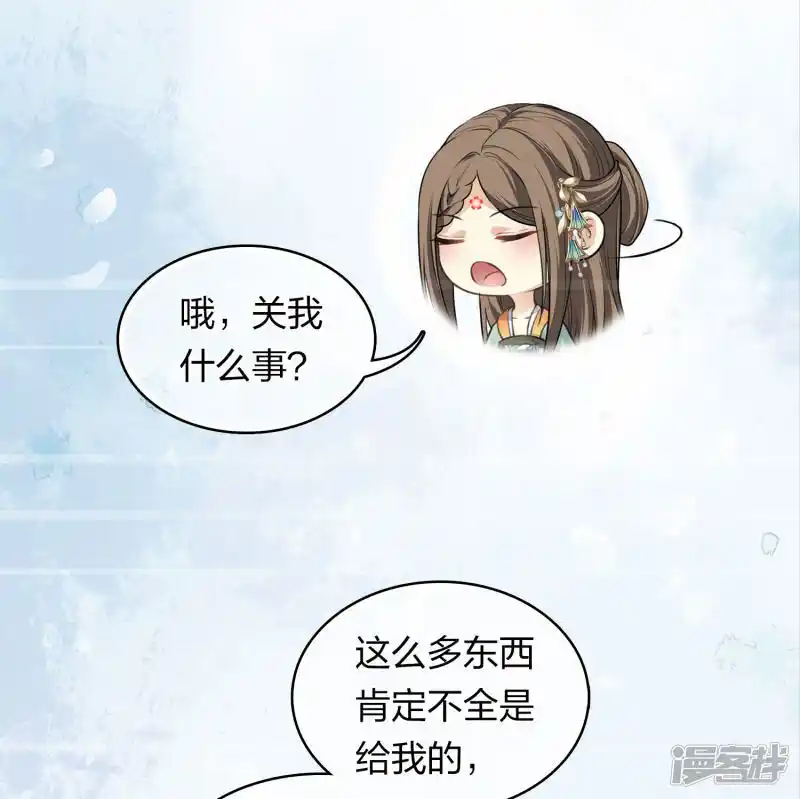 哦，关我
什么事？
这么多东西
肯定不全是
给我的，
漫客栈